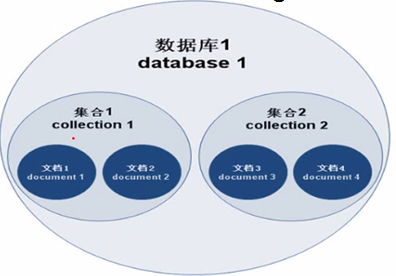 数据库1
database 1
集合1
collection 1
集合2
collection 2
文档1
document 1
文档2
document 2
文档3
document 3
文档4
document 4